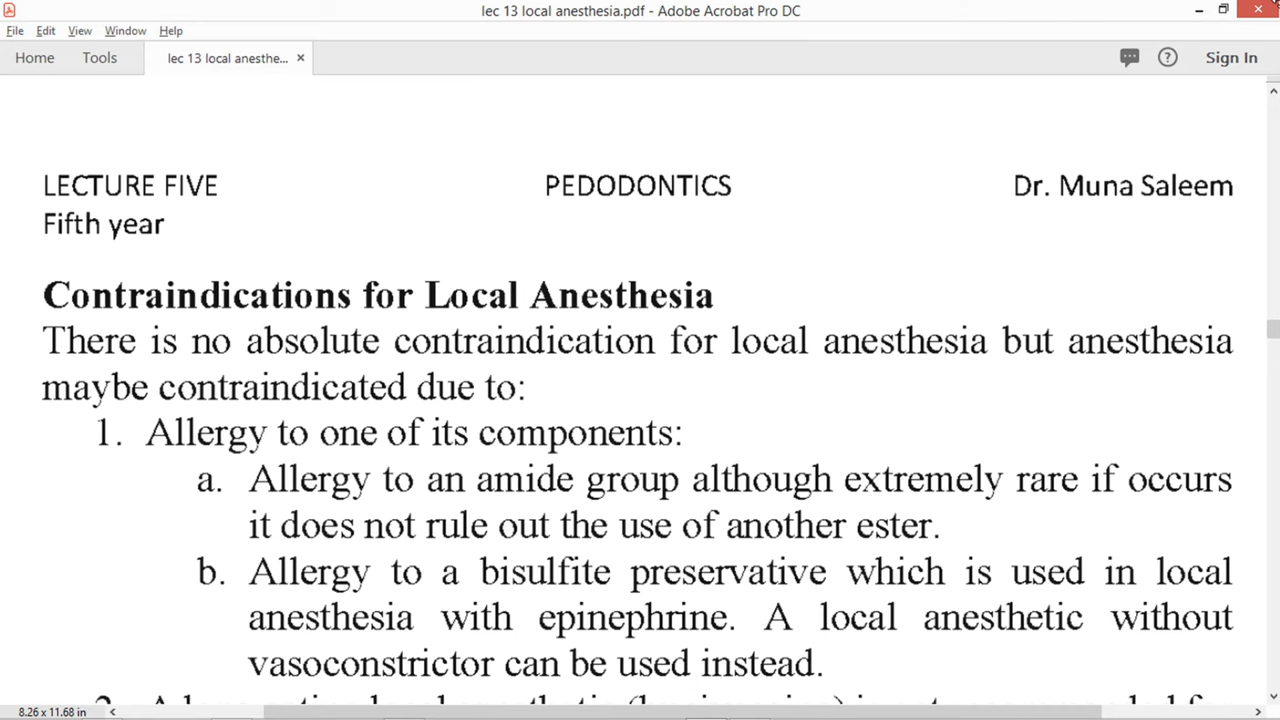 lec 13 local anesthesia.pdf - Adobe Acrobat Pro DC
File Edit View Window Help
Home Tools lec 13 local anesthe... × Sign In
LECTURE FIVE PEDODONTICS Dr. Muna Saleem
Fifth year
Contraindications for Local Anesthesia
There is no absolute contraindication for local anesthesia but anesthesia
maybe contraindicated due to:
1. Allergy to one of its components:
a. Allergy to an amide group although extremely rare if occurs
it does not rule out the use of another ester.
b. Allergy to a bisulfite preservative which is used in local
anesthesia with epinephrine. A local anesthetic without
vasoconstrictor can be used instead.
8.26 x 11.68 in